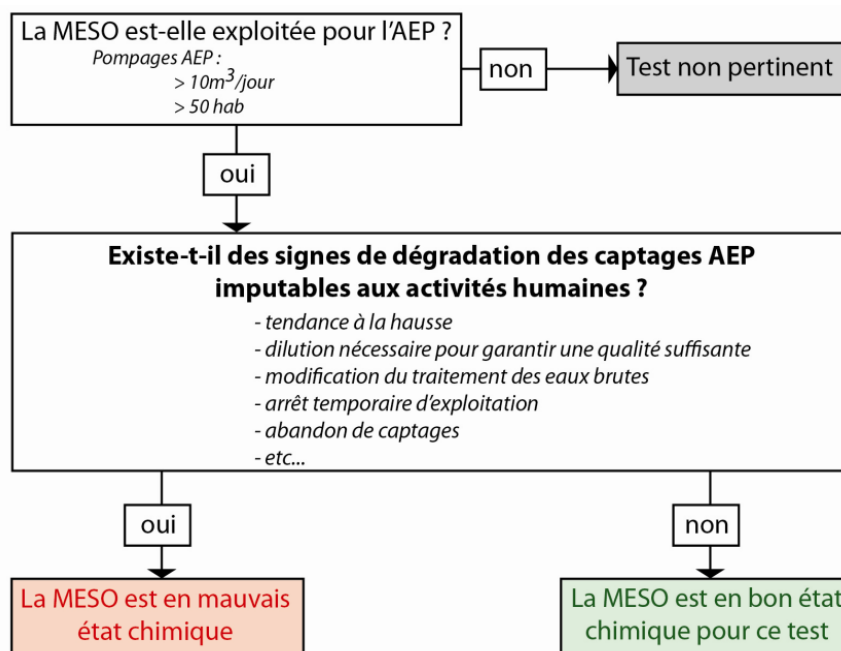 La MESO est-elle exploitée pour l'AEP ?
Pompages AEP :
> 10m³/jour
> 50 hab
non
Test non pertinent
oui
Existe-t-il des signes de dégradation des captages AEP
imputables aux activités humaines ?
- tendance à la hausse
- dilution nécessaire pour garantir une qualité suffisante
- modification du traitement des eaux brutes
- arrêt temporaire d'exploitation
- abandon de captages
- etc...
oui
non
La MESO est en mauvais
état chimique
La MESO est en bon état
chimique pour ce test